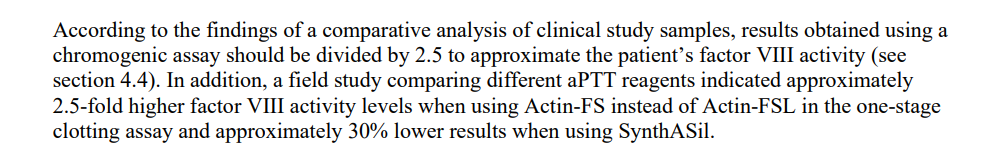 According to the findings of a comparative analysis of clinical study samples, results obtained using a
chromogenic assay should be divided by 2.5 to approximate the patient’s factor VIII activity (see
section 4.4). In addition, a field study comparing different aPTT reagents indicated approximately
2.5-fold higher factor VIII activity levels when using Actin-FS instead of Actin-FSL in the one-stage
clotting assay and approximately 30% lower results when using SynthASil.